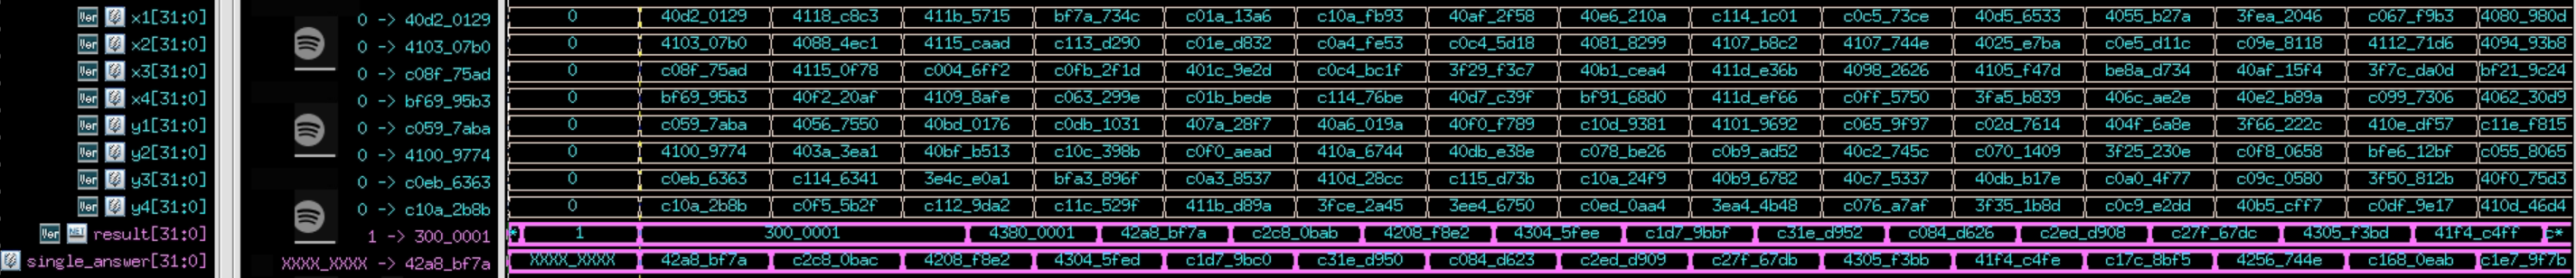 Ver x1[31:0] 0 -> 40d2_0129 0 40d2_0129 4118_c8c3 411b_5715 bf7a_734c c01a_13a6 c10a_fb93 40af_2f58 40e6_210a c114_1c01 c0c5_73ce 40d5_6533 4055_b27a 3fea_2046 c067_f9b3 4080_980d
Ver x2[31:0] 0 -> 4103_07b0 0 4103_07b0 4088_4ec1 4115_caad c113_d290 c01e_d832 c0a4_fe53 c0c4_5d18 4081_8299 4107_b8c2 4107_744e 4025_e7ba c0e5_d11c c09e_8118 4112_71d6 4094_93b8
Ver x3[31:0] 0 -> c08f_75ad 0 c08f_75ad 4115_0f78 c004_6ff2 c0fb_2f1d 401c_9e2d c0c4_bc1f 3f29_f3c7 40b1_cea4 411d_e36b 4098_2626 4105_f47d be8a_d734 40af_15f4 3f7c_da0d bf21_9c24
Ver x4[31:0] 0 -> bf69_95b3 0 bf69_95b3 40f2_20af 4109_8afe c063_299e c01b_bede c114_76be 40d7_c39f bf91_68d0 411d_ef66 c0ff_5750 3fa5_b839 406c_ae2e 40e2_b89a c099_7306 4062_30d9
Ver y1[31:0] 0 -> c059_7aba 0 c059_7aba 4056_7550 40bd_0176 c0db_1031 407a_28f7 40a6_019a 40f0_f789 c10d_9381 4101_9692 c065_9f97 c02d_7614 404f_6a8e 3f66_222c 410e_df57 c11e_f815
Ver y2[31:0] 0 -> 4100_9774 0 4100_9774 403a_3ea1 40bf_b513 c10c_398b c0f0_aead 410a_6744 40db_e38e c078_be26 c0b9_ad52 40c2_745c c070_1409 3f25_230e c0f8_0658 bfe6_12bf c055_8065
Ver y3[31:0] 0 -> c0eb_6363 0 c0eb_6363 c114_6341 3e4c_e0a1 bfa3_896f c0a3_8537 410d_28cc c115_d73b c10a_24f9 40b9_6782 40c7_5337 40db_b17e c0a0_4f77 c09c_0580 3f50_812b 40f0_75d3
Ver y4[31:0] 0 -> c10a_2b8b 0 c10a_2b8b c0f5_5b2f c112_9da2 c11c_529f 411b_d89a 3fce_2a45 3ee4_6750 c0ed_0aa4 3ea4_4b48 c076_a7af 3f35_1b8d c0c9_e2dd 40b5_cff7 c0df_9e17 410d_46d4
Ver NET result[31:0] 1 -> 300_0001 * 1 300_0001 4380_0001 42a8_bf7a c2c8_0bab 4208_f8e2 4304_5fee c1d7_9bbf c31e_d952 c084_d626 c2ed_d908 c27f_67dc 4305_f3bd 41f4_c4ff c*
single_answer[31:0] XXXX_XXXX -> 42a8_bf7a XXXX_XXXX 42a8_bf7a c2c8_0bac 4208_f8e2 4304_5fed c1d7_9bc0 c31e_d950 c084_d623 c2ed_d909 c27f_67db 4305_f3bb 41f4_c4fe c17c_8bf5 4256_744e c168_0eab c1e7_9f7b